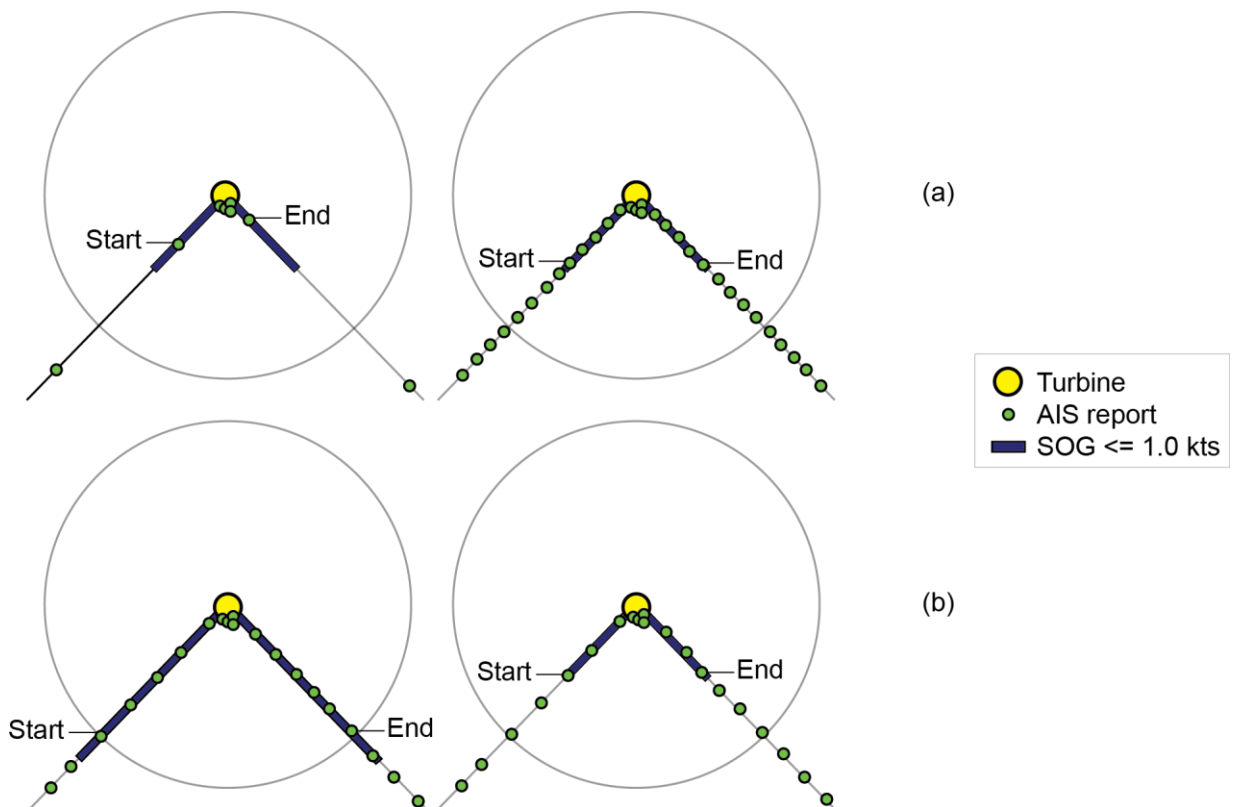 Start
End
Start
End
(a)
Turbine
AIS report
SOG <= 1.0 kts
Start
End
Start
End
(b)